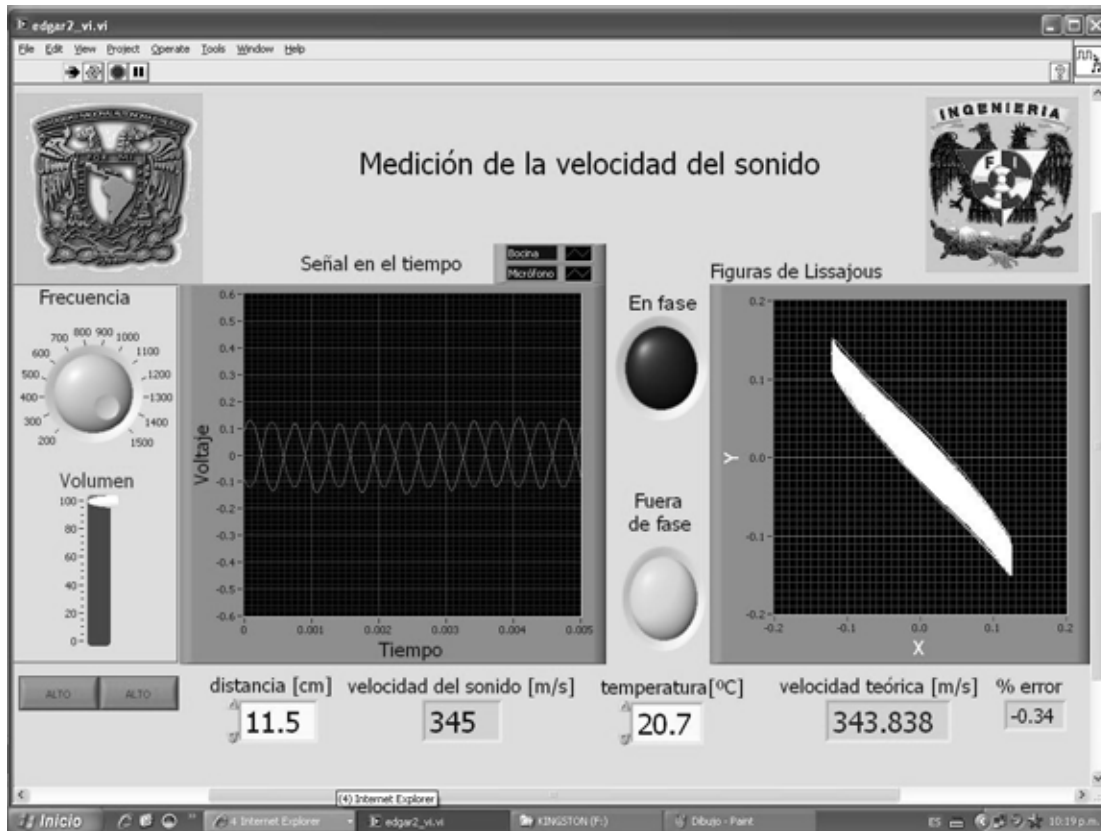 edgar2_vi.vi
File Edit View Project Operate Tools Window Help
INGENIERIA
F I
Medición de la velocidad del sonido
Señal en el tiempo
Bocina
Micrófono
Figuras de Lissajous
Frecuencia
200 300 400 500 600 700 800 900 1000 1100 1200 1300 1400 1500
Volumen
100
80
60
40
20
0
ALTO ALTO
Voltaje
0.6
0.5
0.4
0.3
0.2
0.1
0
-0.1
-0.2
-0.3
-0.4
-0.5
-0.6
0 0.001 0.002 0.003 0.004 0.005
Tiempo
En fase
Fuera
de fase
Y
0.2
0.1
0.0
-0.1
-0.2
-0.2 -0.1 0.0 0.1 0.2
X
distancia [cm] velocidad del sonido [m/s] temperatura[ºC] velocidad teórica [m/s] % error
11.5 345 20.7 343.838 -0.34
(4) Internet Explorer
Inicio 4 Internet Explorer edgar2_vi.vi KINGSTON (F:) Dibujo - Paint ES 10:19 p.m.